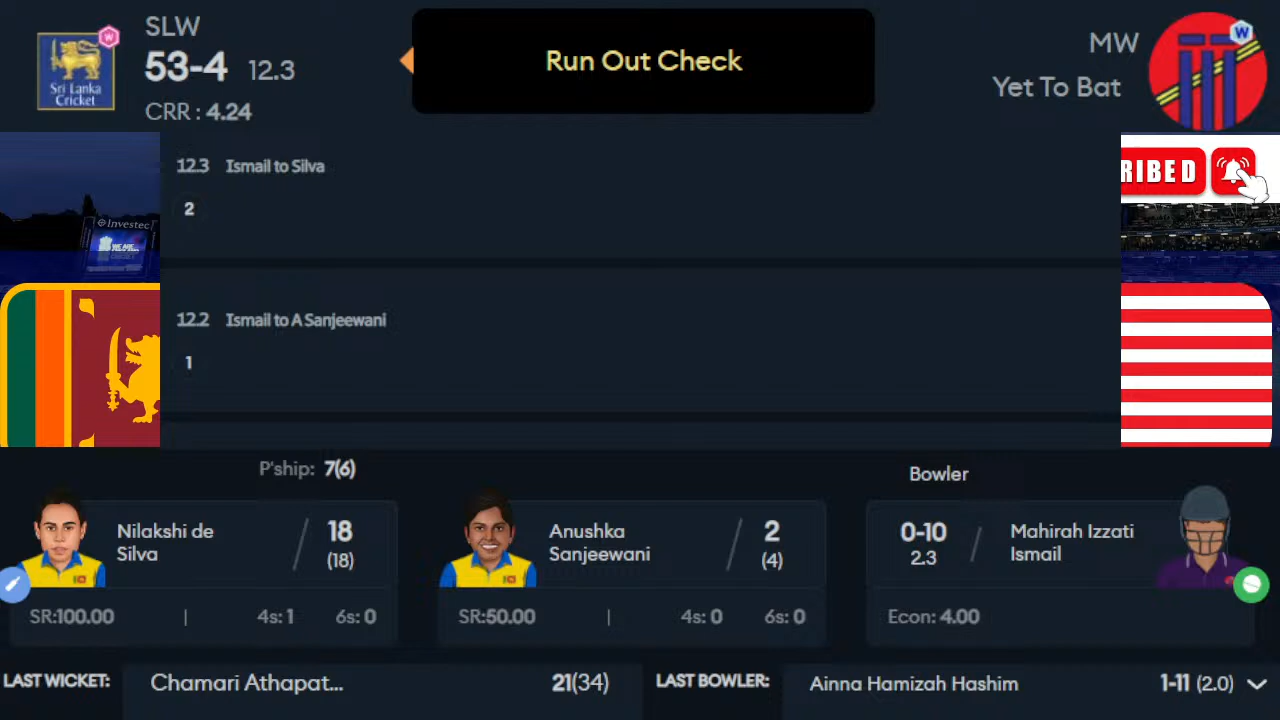 SLW
53-4 12.3
CRR : 4.24
Sri Lanka
Cricket
W
Run Out Check
MW
Yet To Bat
W
12.3 Ismail to Silva
2
12.2 Ismail to A Sanjeewani
1
Investec
RIBED
P'ship: 7(6)
Bowler
Nilakshi de
Silva
18
(18)
SR:100.00 | 4s: 1 6s: 0
Anushka
Sanjeewani
2
(4)
SR:50.00 | 4s: 0 6s: 0
0-10
2.3
Mahirah Izzati
Ismail
Econ: 4.00
LAST WICKET: Chamari Athapat... 21(34)
LAST BOWLER: Ainna Hamizah Hashim 1-11 (2.0)